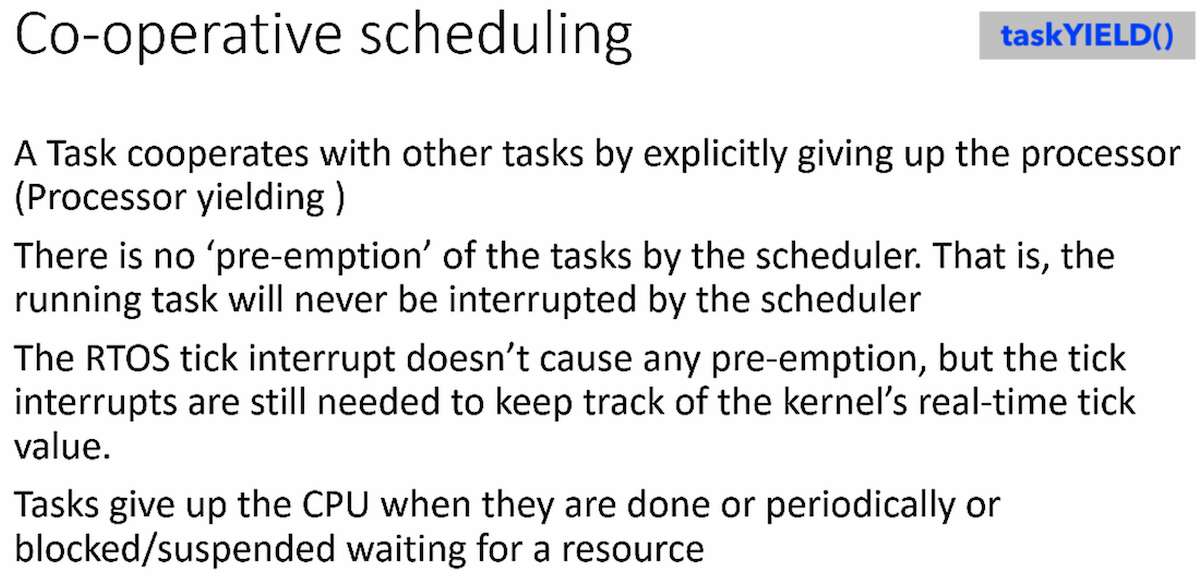 Co-operative scheduling
taskYIELD()
A Task cooperates with other tasks by explicitly giving up the processor
(Processor yielding )
There is no ‘pre-emption’ of the tasks by the scheduler. That is, the
running task will never be interrupted by the scheduler
The RTOS tick interrupt doesn’t cause any pre-emption, but the tick
interrupts are still needed to keep track of the kernel’s real-time tick
value.
Tasks give up the CPU when they are done or periodically or
blocked/suspended waiting for a resource